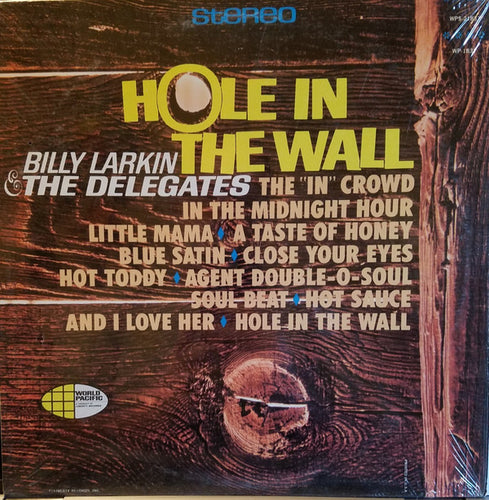 STEREO
HOLE IN
THE WALL
BILLY LARKIN
& THE DELEGATES
THE "IN" CROWD
IN THE MIDNIGHT HOUR
LITTLE MAMA ♦ A TASTE OF HONEY
BLUE SATIN ♦ CLOSE YOUR EYES
HOT TODDY ♦ AGENT DOUBLE-O-SOUL
SOUL BEAT ♦ HOT SAUCE
AND I LOVE HER ♦ HOLE IN THE WALL
WORLD
PACIFIC